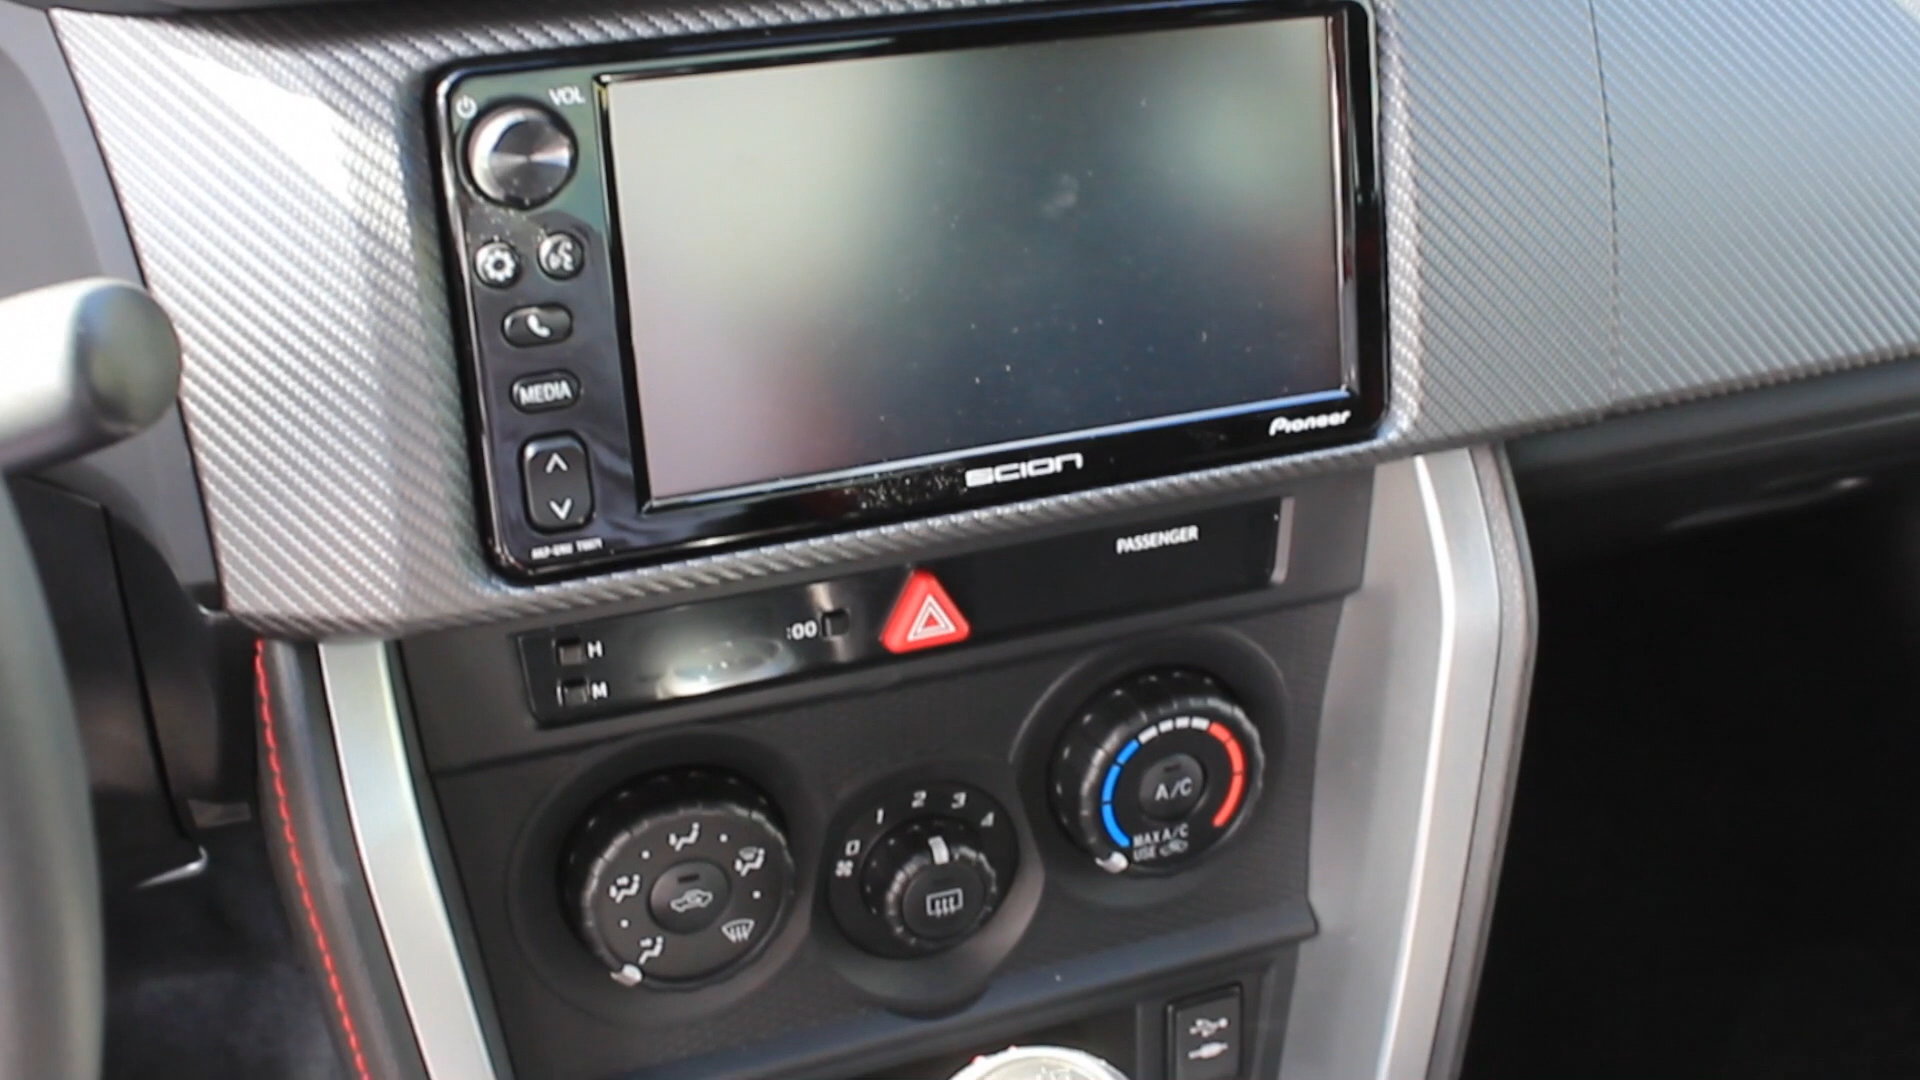 VOL
MEDIA
Pioneer
SCION
PASSENGER
:00
H
M
0 1 2 3 4
A/C
MAX A/C
USE